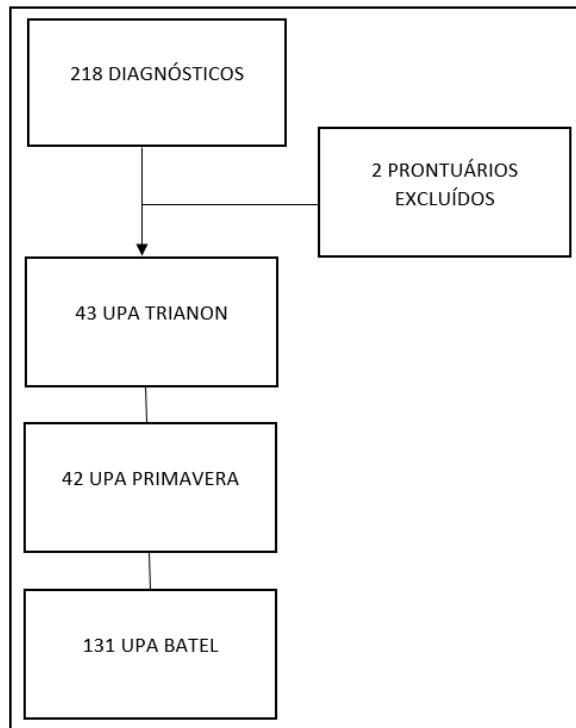 218 DIAGNÓSTICOS
2 PRONTUÁRIOS
EXCLUÍDOS
43 UPA TRIANON
42 UPA PRIMAVERA
131 UPA BATEL